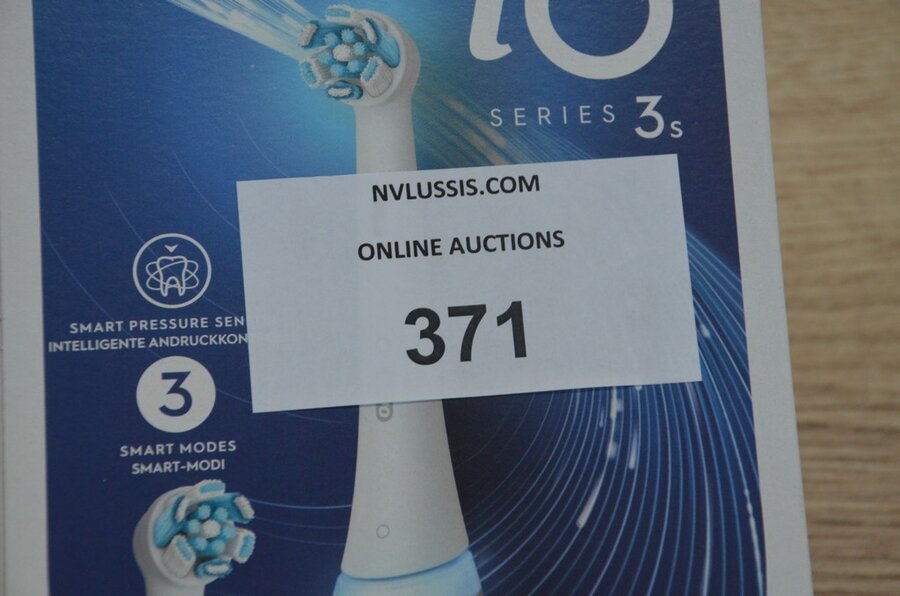 iO
SERIES 3s
NVLUSSIS.COM
ONLINE AUCTIONS
371
SMART PRESSURE SEN
INTELLIGENTE ANDRUCKKON
3
SMART MODES
SMART-MODI